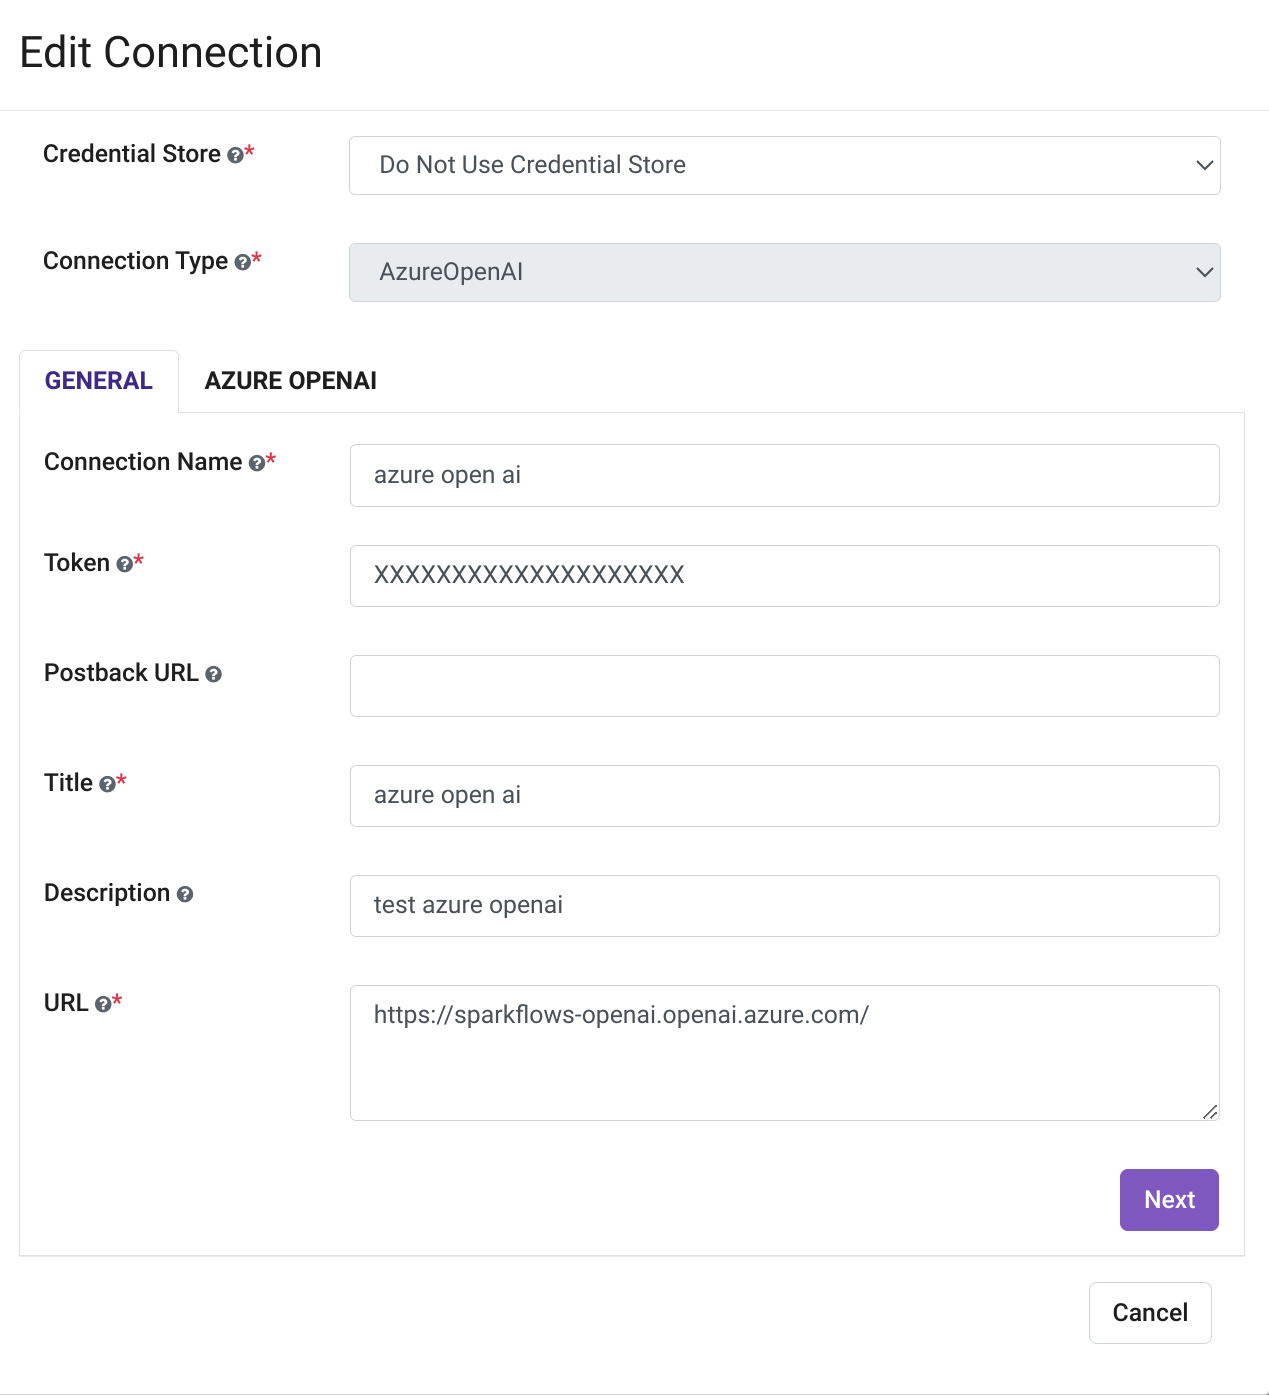 Edit Connection
Credential Store ?*
Do Not Use Credential Store
Connection Type ?*
AzureOpenAI
GENERAL AZURE OPENAI
Connection Name ?*
azure open ai
Token ?*
XXXXXXXXXXXXXXXXXXXX
Postback URL ?
Title ?*
azure open ai
Description ?
test azure openai
URL ?*
https://sparkflows-openai.openai.azure.com/
Next
Cancel